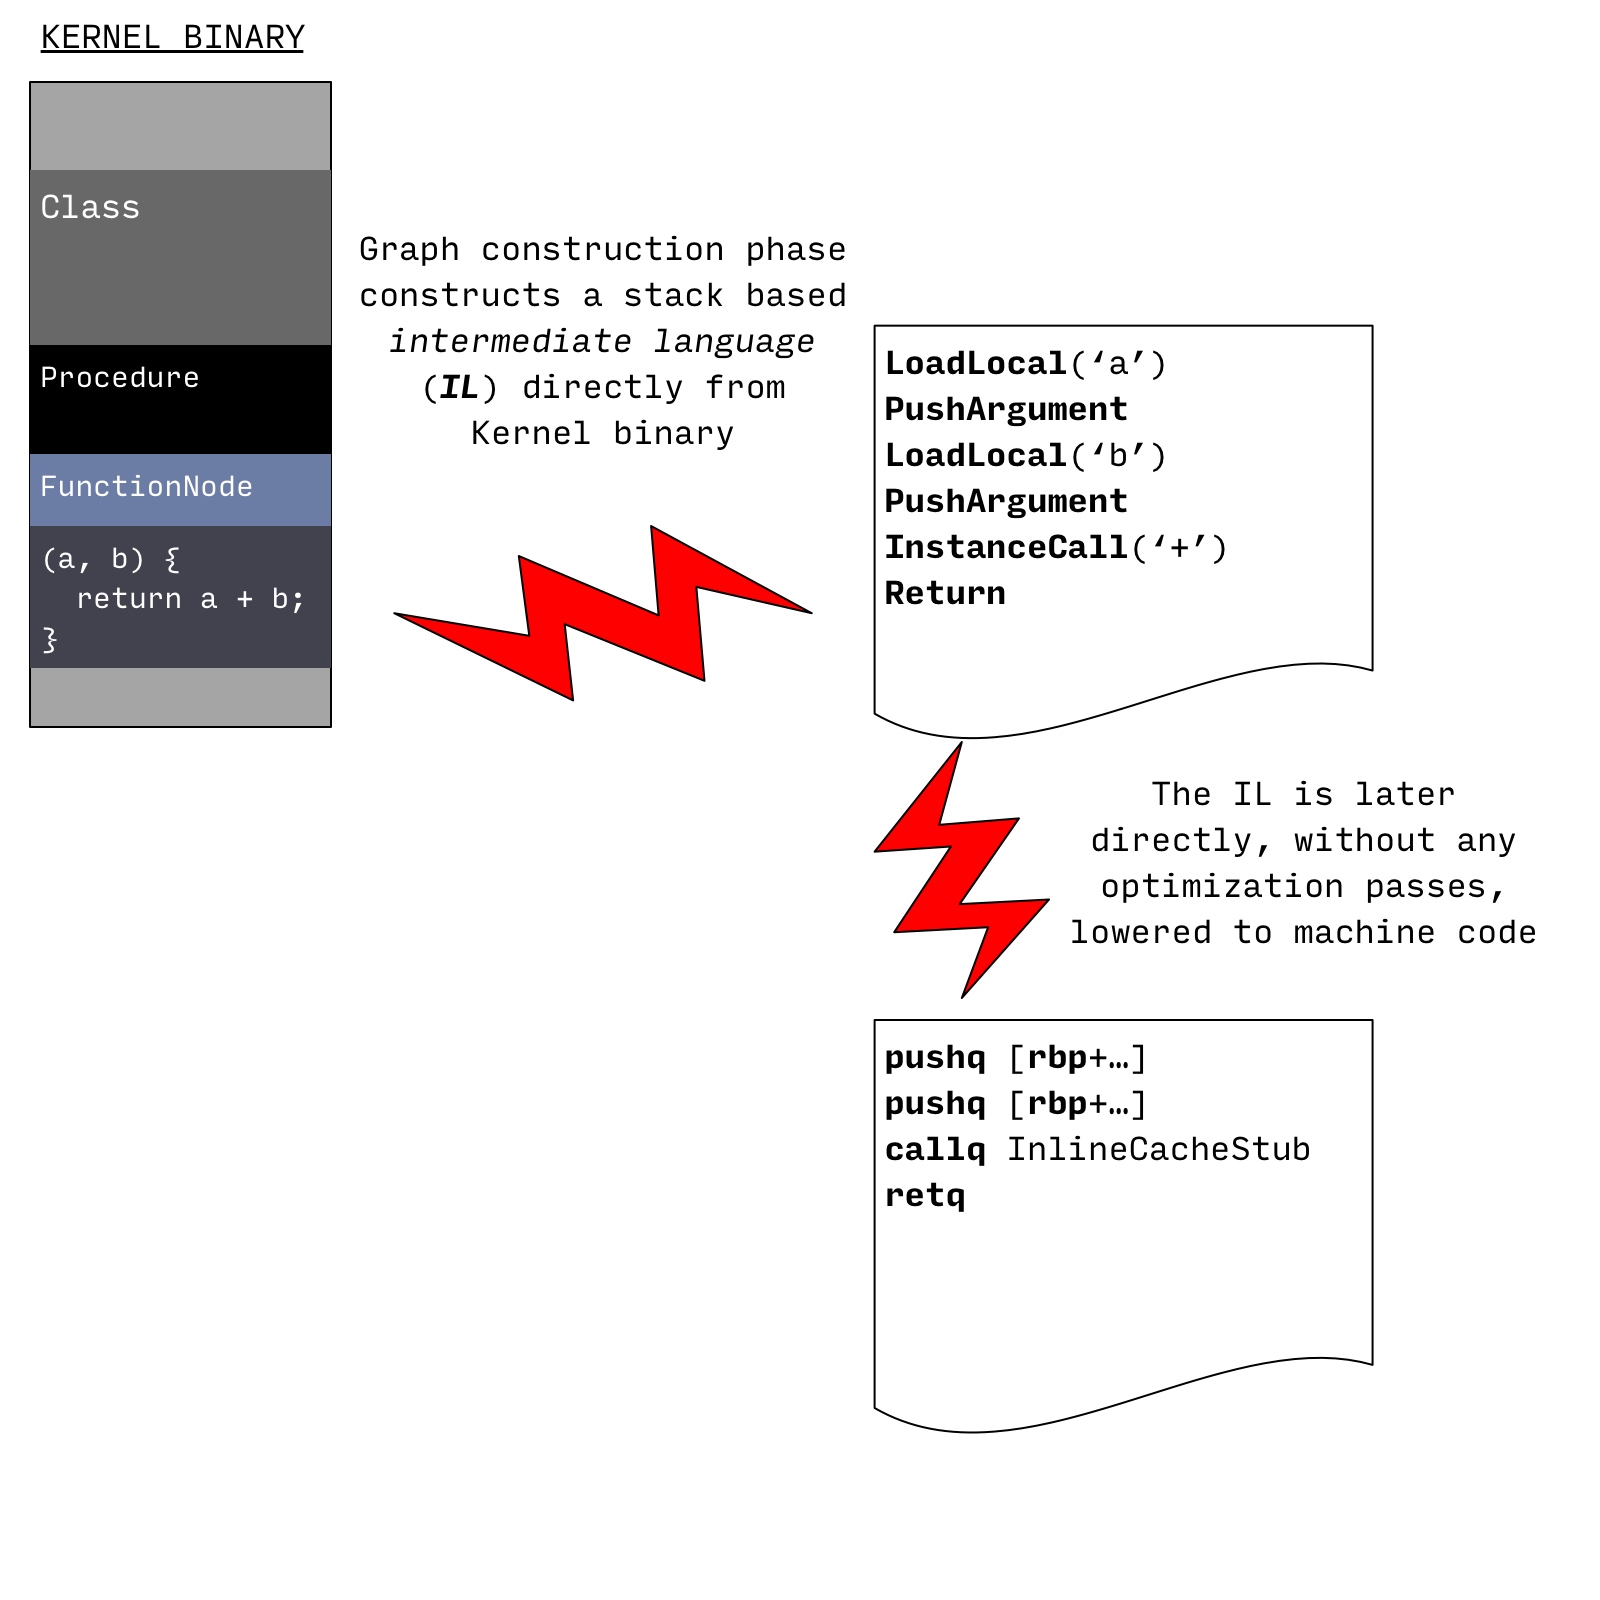 KERNEL BINARY
Class
Procedure
FunctionNode
(a, b) {
  return a + b;
}
Graph construction phase
constructs a stack based
intermediate language
(IL) directly from
Kernel binary
LoadLocal(‘a’)
PushArgument
LoadLocal(‘b’)
PushArgument
InstanceCall(‘+’)
Return
The IL is later
directly, without any
optimization passes,
lowered to machine code
pushq [rbp+…]
pushq [rbp+…]
callq InlineCacheStub
retq